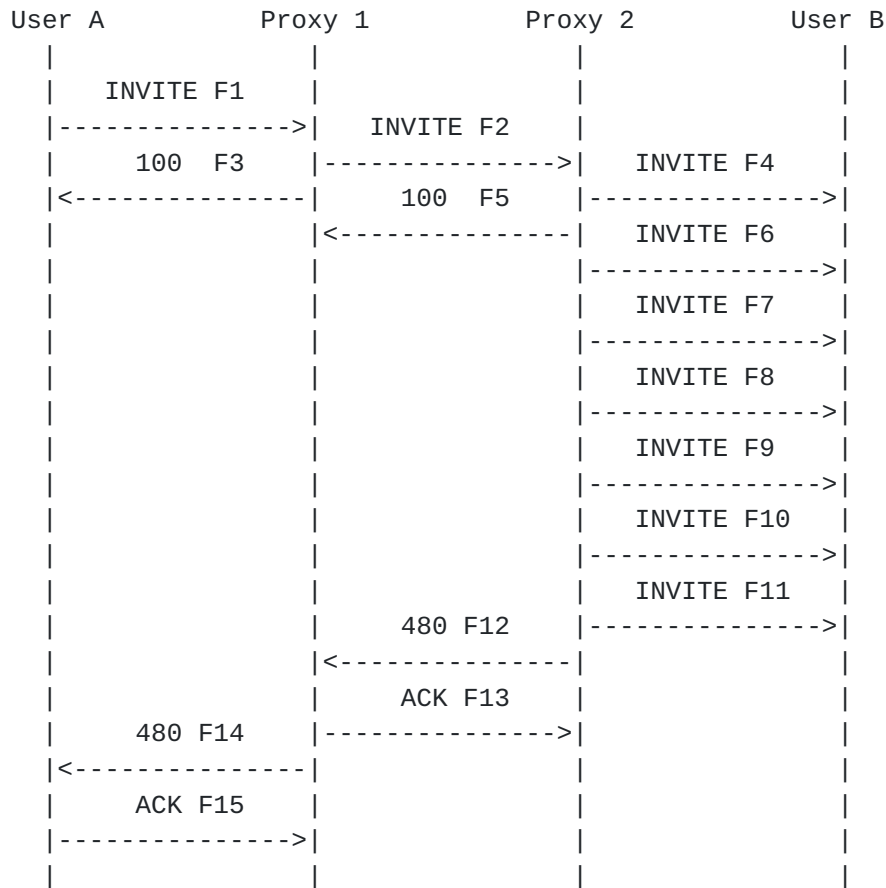 User A Proxy 1 Proxy 2 User B
INVITE F1
INVITE F2
100 F3 INVITE F4
100 F5
INVITE F6
INVITE F7
INVITE F8
INVITE F9
INVITE F10
INVITE F11
480 F12
ACK F13
480 F14
ACK F15